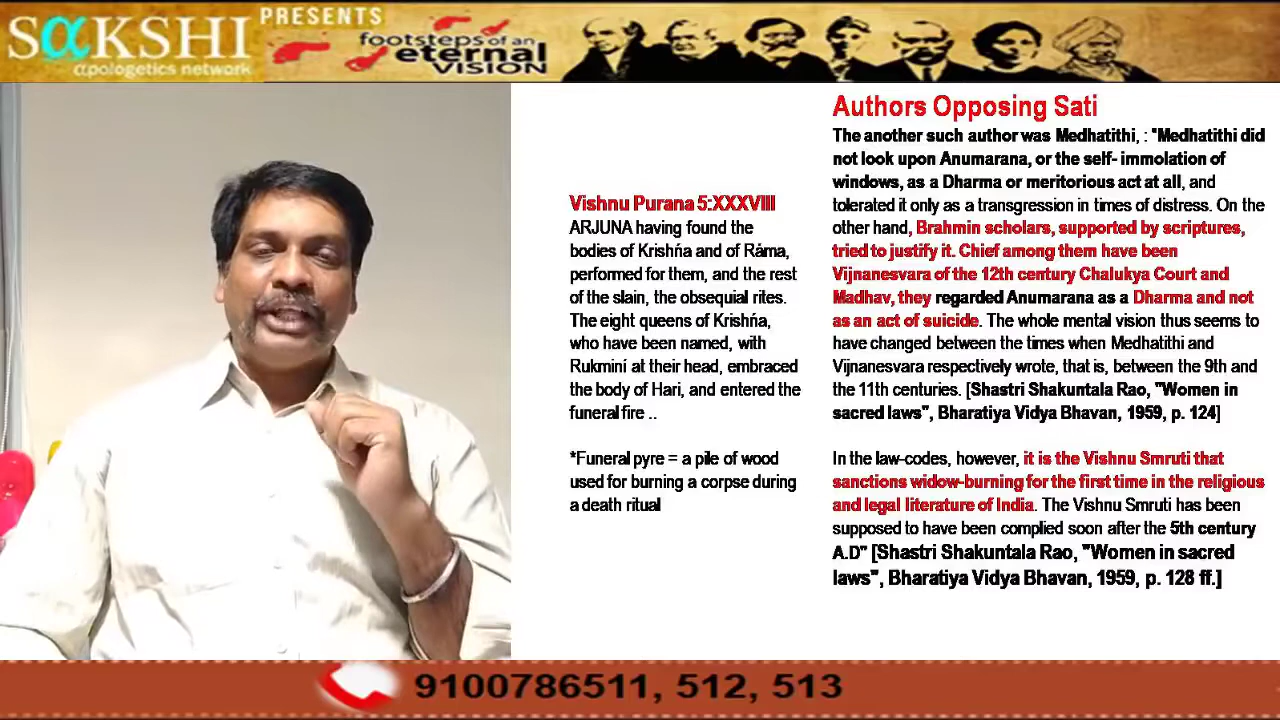 SαKSHI
αpologetics network
PRESENTS
footsteps of an
eternal
VISION
Vishnu Purana 5:XXXVIII
ARJUNA having found the
bodies of Krishńa and of Ráma,
performed for them, and the rest
of the slain, the obsequial rites.
The eight queens of Krishńa,
who have been named, with
Rukminí at their head, embraced
the body of Hari, and entered the
funeral fire ..
*Funeral pyre = a pile of wood
used for burning a corpse during
a death ritual
Authors Opposing Sati
The another such author was Medhatithi, : "Medhatithi did
not look upon Anumarana, or the self- immolation of
windows, as a Dharma or meritorious act at all, and
tolerated it only as a transgression in times of distress. On the
other hand, Brahmin scholars, supported by scriptures,
tried to justify it. Chief among them have been
Vijnanesvara of the 12th century Chalukya Court and
Madhav, they regarded Anumarana as a Dharma and not
as an act of suicide. The whole mental vision thus seems to
have changed between the times when Medhatithi and
Vijnanesvara respectively wrote, that is, between the 9th and
the 11th centuries. [Shastri Shakuntala Rao, "Women in
sacred laws", Bharatiya Vidya Bhavan, 1959, p. 124]
In the law-codes, however, it is the Vishnu Smruti that
sanctions widow-burning for the first time in the religious
and legal literature of India. The Vishnu Smruti has been
supposed to have been complied soon after the 5th century
A.D" [Shastri Shakuntala Rao, "Women in sacred
laws", Bharatiya Vidya Bhavan, 1959, p. 128 ff.]
9100786511, 512, 513